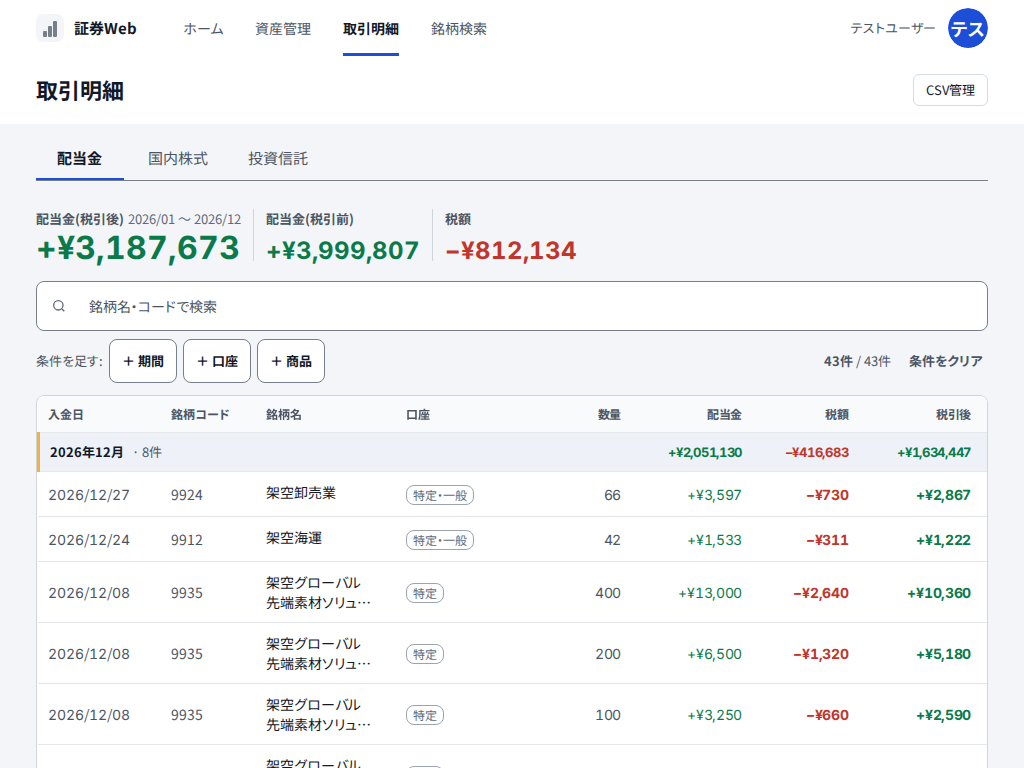 証券Web ホーム 資産管理 取引明細 銘柄検索 テストユーザー テス
取引明細 CSV管理
配当金 国内株式 投資信託
配当金(税引後) 2026/01 〜 2026/12 配当金(税引前) 税額
+¥3,187,673 +¥3,999,807 −¥812,134
銘柄名・コードで検索
条件を足す: ＋ 期間 ＋ 口座 ＋ 商品 43件 / 43件 条件をクリア
入金日 銘柄コード 銘柄名 口座 数量 配当金 税額 税引後
2026年12月 · 8件 +¥2,051,130 −¥416,683 +¥1,634,447
2026/12/27 9924 架空卸売業 特定・一般 66 +¥3,597 −¥730 +¥2,867
2026/12/24 9912 架空海運 特定・一般 42 +¥1,533 −¥311 +¥1,222
2026/12/08 9935 架空グローバル 特定 400 +¥13,000 −¥2,640 +¥10,360
先端素材ソリュ…
2026/12/08 9935 架空グローバル 特定 200 +¥6,500 −¥1,320 +¥5,180
先端素材ソリュ…
2026/12/08 9935 架空グローバル 特定 100 +¥3,250 −¥660 +¥2,590
先端素材ソリュ…
架空グローバル